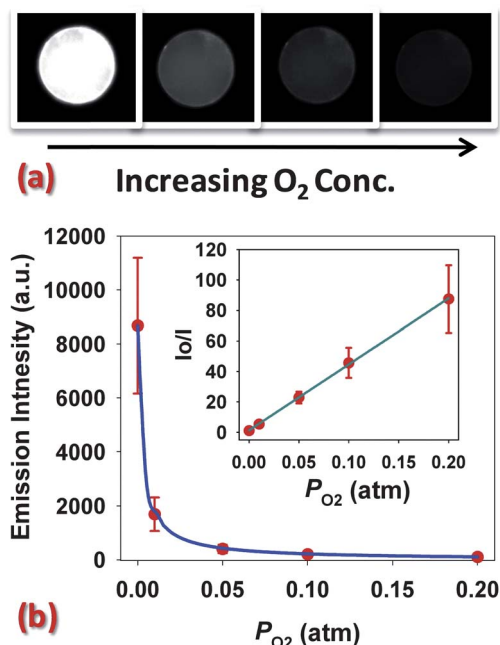 (a)
Increasing O2 Conc.
12000
10000
8000
6000
4000
2000
0
Emission Intnesity (a.u.)
120
100
80
60
40
20
0
Io/I
0.00 0.05 0.10 0.15 0.20
PO2 (atm)
0.00 0.05 0.10 0.15 0.20
(b)
PO2 (atm)